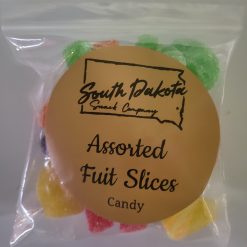 South Dakota
Snack Company
Assorted
Fuit Slices
Candy